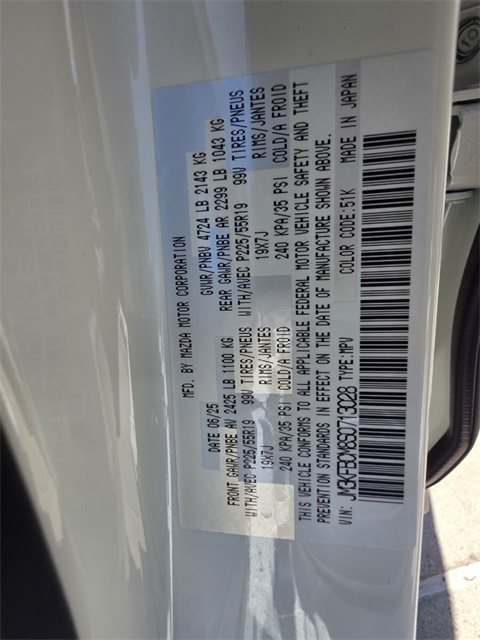 MFD. BY MAZDA MOTOR CORPORATION
DATE 06/25 GVWR/PNBV 4724 LB 2143 KG
FRONT GAWR/PNBE AV 2425 LB 1100 KG REAR GAWR/PNBE AR 2299 LB 1043 KG
WITH/AVEC P225/55R19 99V TIRES/PNEUS WITH/AVEC P225/55R19 99V TIRES/PNEUS
19X7J RIMS/JANTES 19X7J RIMS/JANTES
240 KPA/35 PSI COLD/A FROID 240 KPA/35 PSI COLD/A FROID
THIS VEHICLE CONFORMS TO ALL APPLICABLE FEDERAL MOTOR VEHICLE SAFETY AND THEFT
PREVENTION STANDARDS IN EFFECT ON THE DATE OF MANUFACTURE SHOWN ABOVE.
VIN: JM3KFBCM8S0713028 TYPE:MPV COLOR CODE:51K MADE IN JAPAN